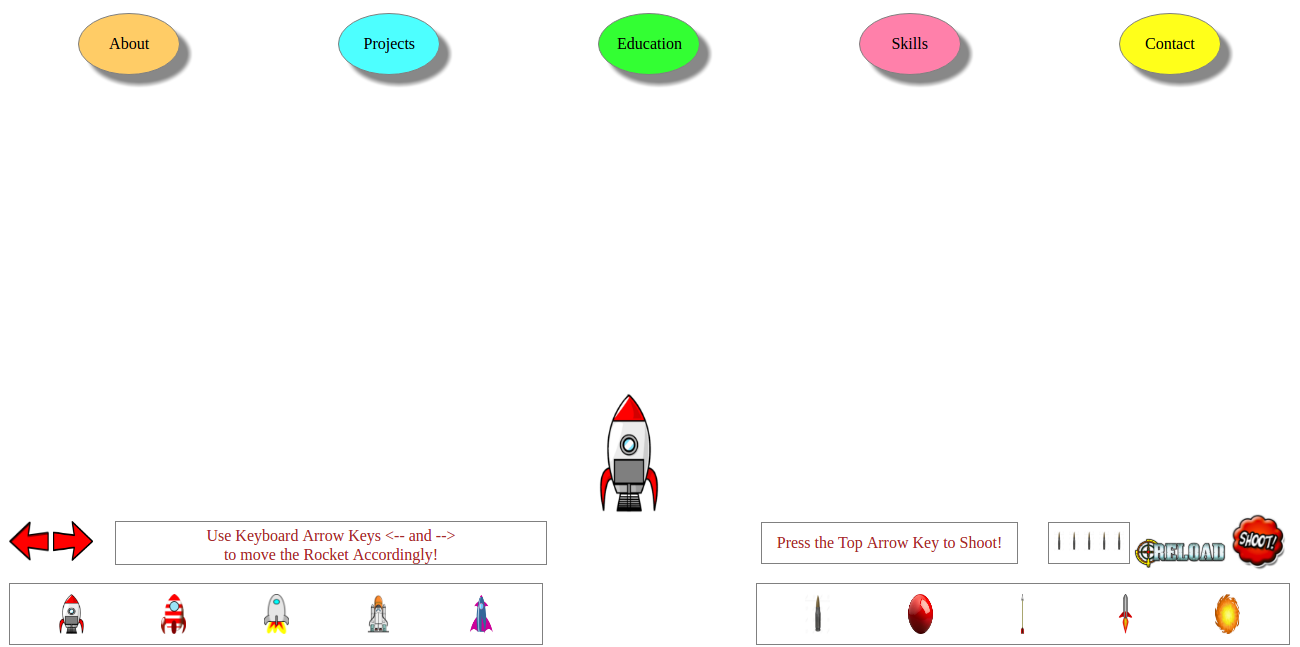 About
Projects
Education
Skills
Contact
Use Keyboard Arrow Keys <-- and -->
to move the Rocket Accordingly!
Press the Top Arrow Key to Shoot!
RELOAD
SHOOT!